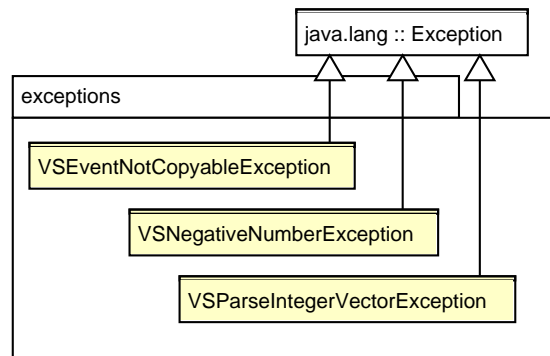 java.lang :: Exception
exceptions
VSEventNotCopyableException
VSNegativeNumberException
VSParseIntegerVectorException